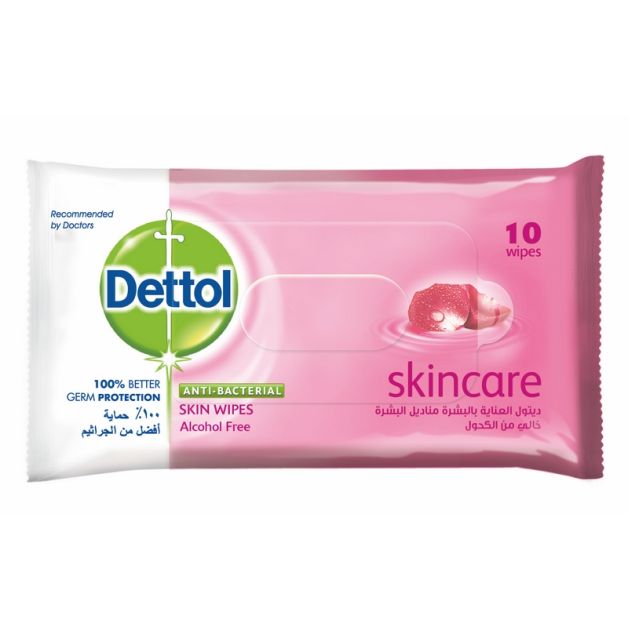 Recommended
by Doctors
Dettol
100% BETTER
GERM PROTECTION
١٠٠٪ حماية
أفضل من الجراثيم
ANTI-BACTERIAL
SKIN WIPES
Alcohol Free
10
wipes
skincare
ديتول العناية بالبشرة مناديل البشرة
خالي من الكحول